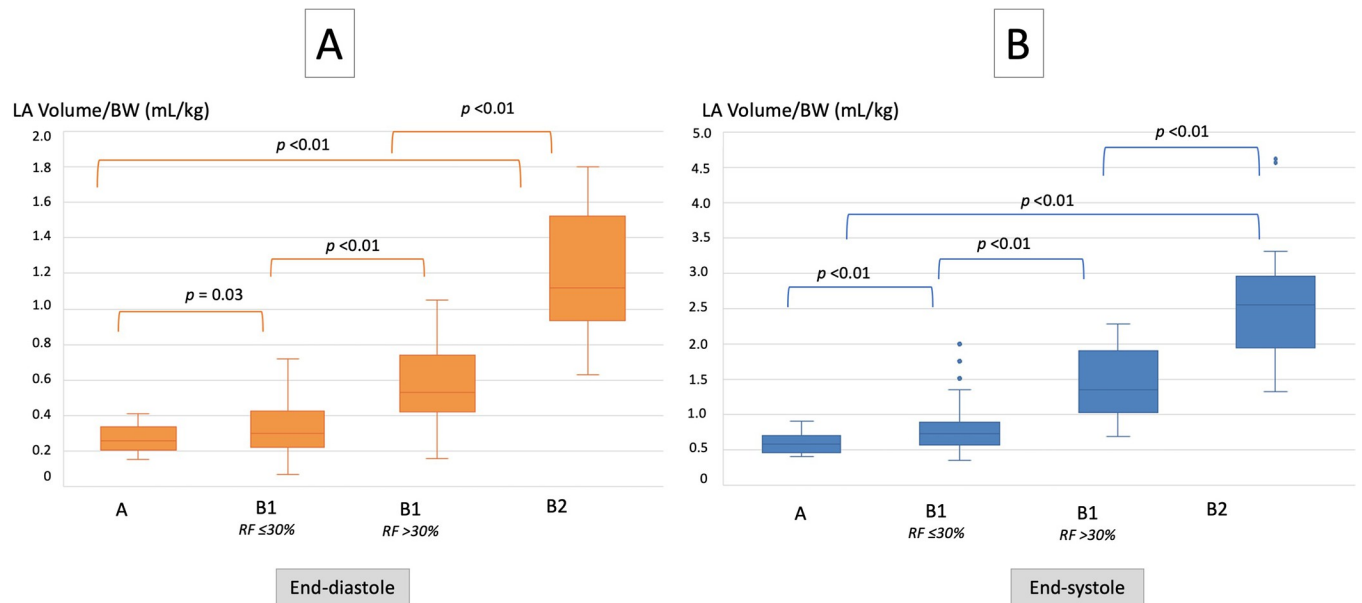 A
LA Volume/BW (mL/kg)
p <0.01
p <0.01
p <0.01
p = 0.03
2.0
1.8
1.6
1.4
1.2
1.0
0.8
0.6
0.4
0.2
0
A
B1
RF ≤30%
B1
RF >30%
B2
End-diastole
B
LA Volume/BW (mL/kg)
p <0.01
p <0.01
p <0.01
p <0.01
5.0
4.5
4.0
3.5
3.0
2.5
2.0
1.5
1.0
0.5
0
A
B1
RF ≤30%
B1
RF >30%
B2
End-systole